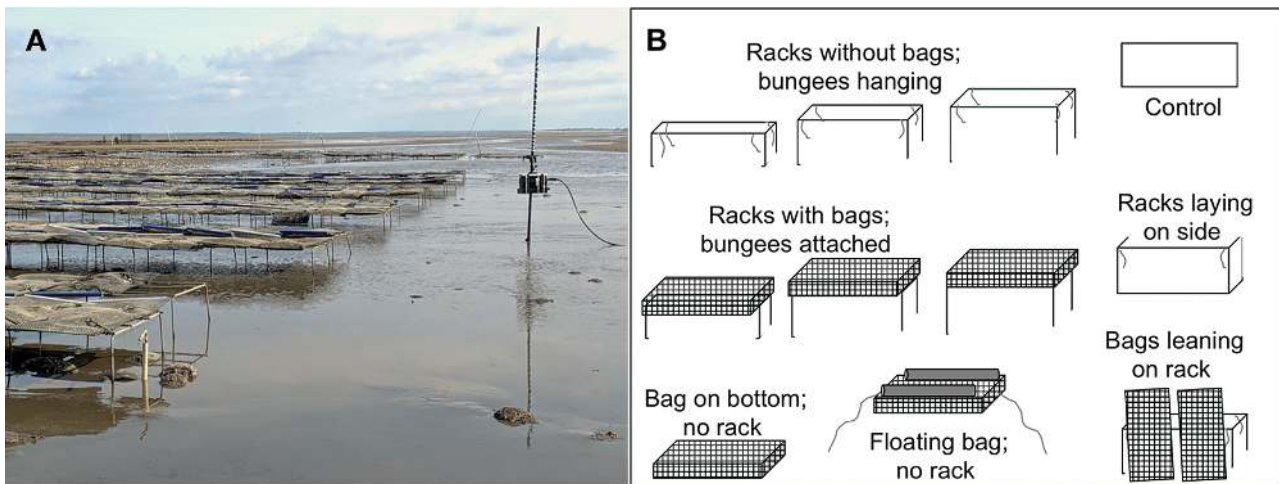 A
B
Racks without bags;
bungees hanging
Control
Racks with bags;
bungees attached
Racks laying
on side
Bag on bottom;
no rack
Floating bag;
no rack
Bags leaning
on rack